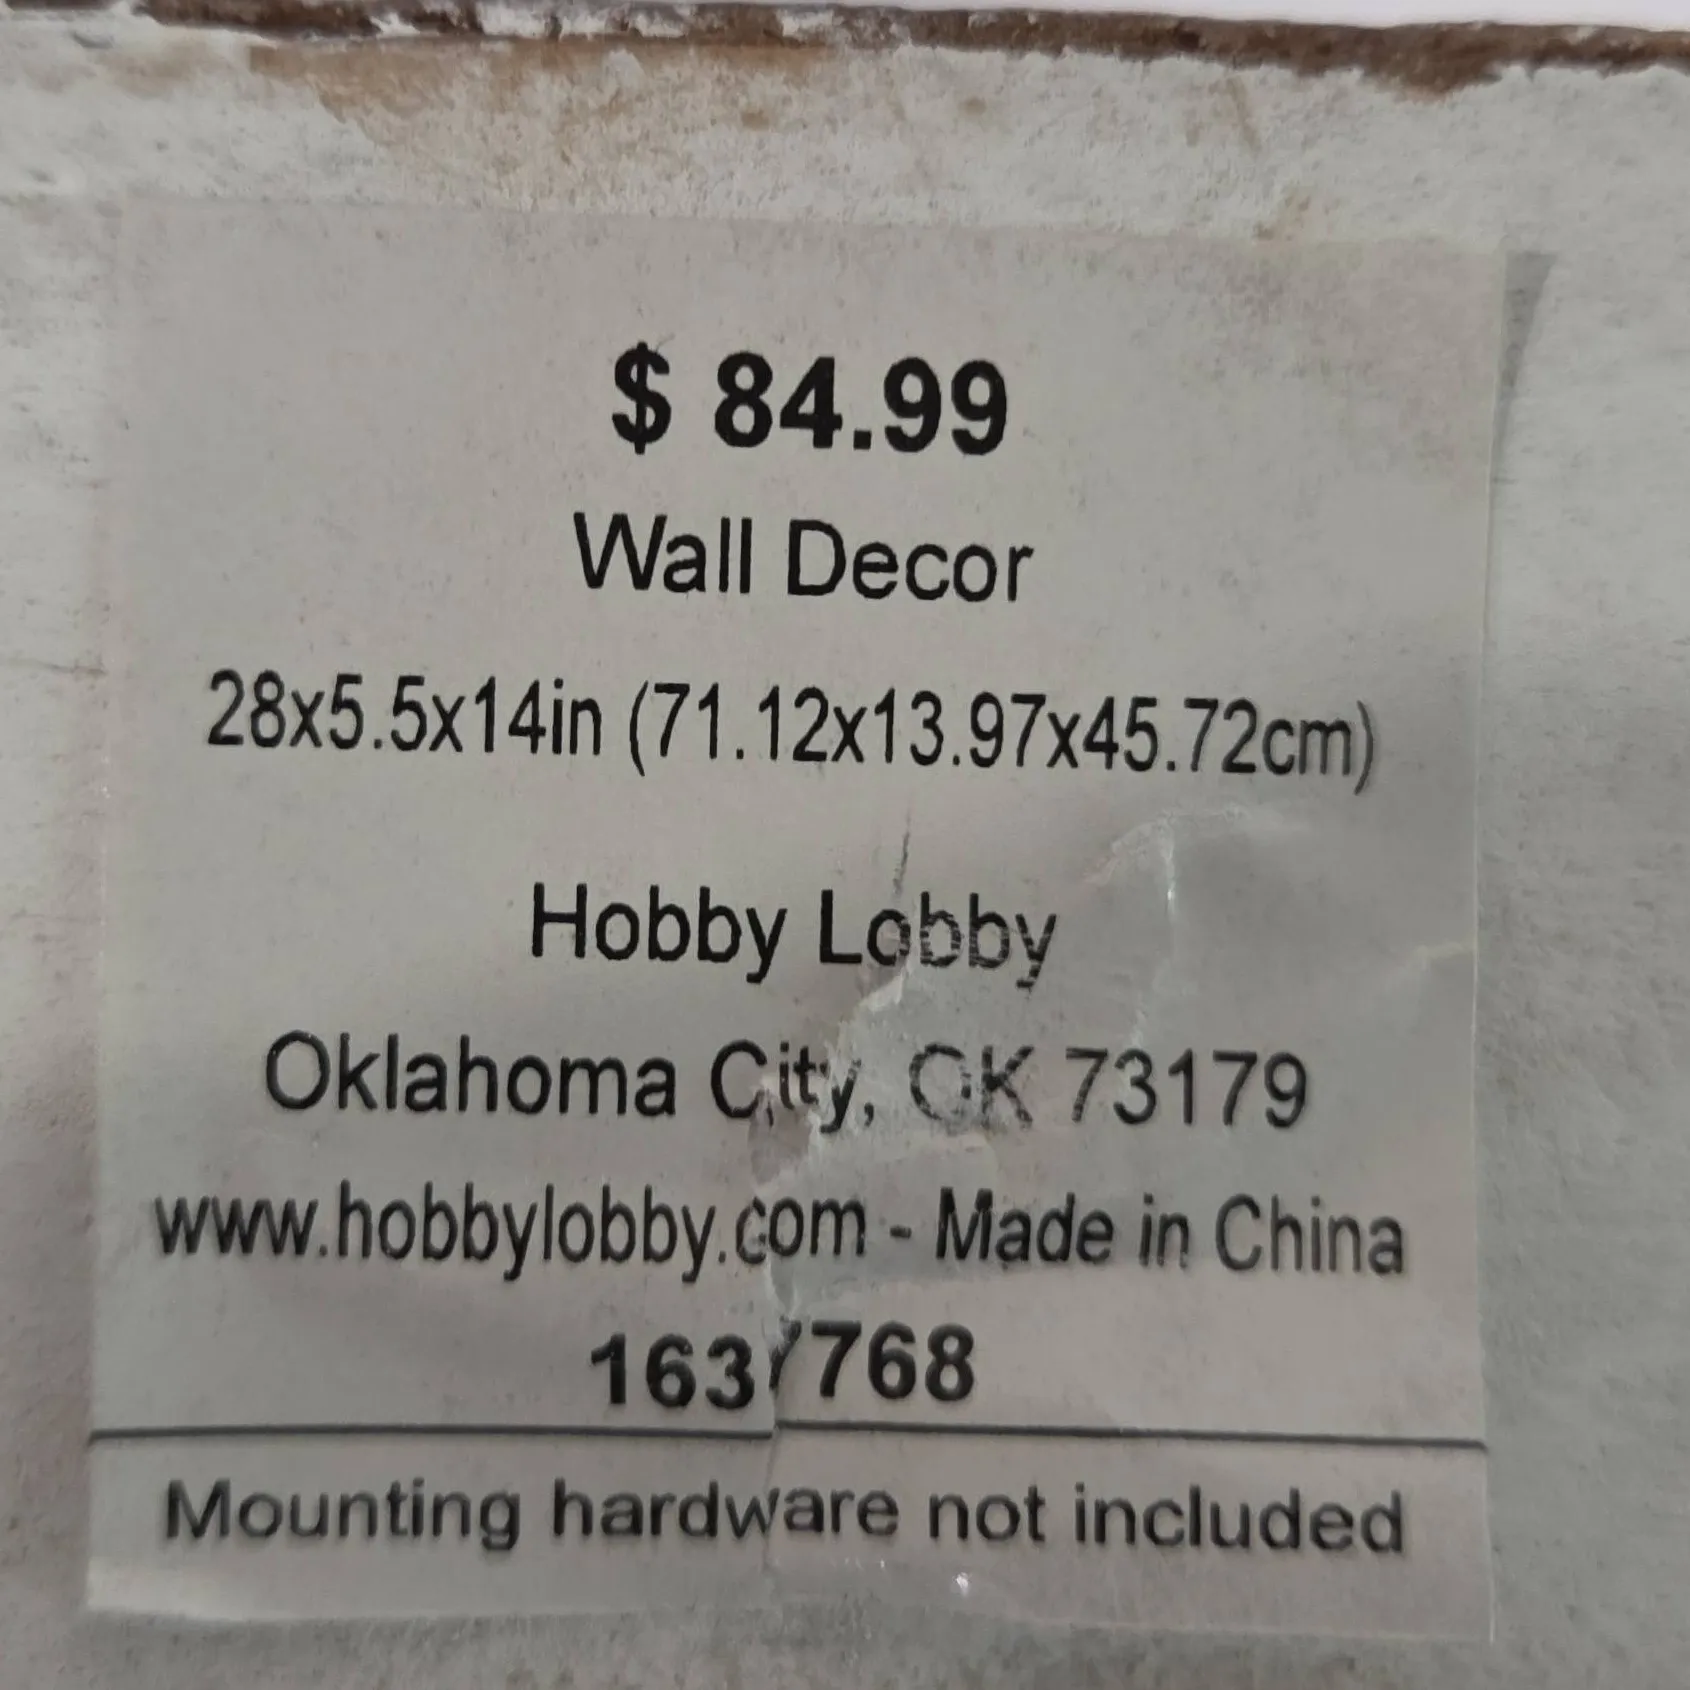 $ 84.99
Wall Decor
28x5.5x14in (71.12x13.97x45.72cm)
Hobby Lobby
Oklahoma City, OK 73179
www.hobbylobby.com - Made in China
1637768
Mounting hardware not included